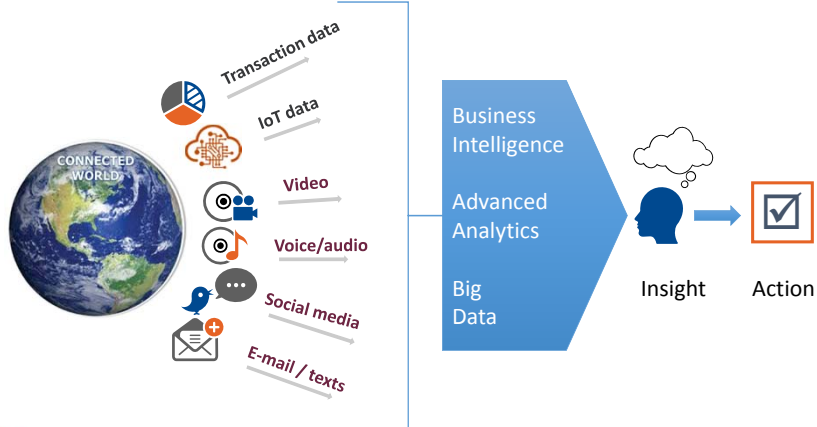 Transaction data
IoT data
CONNECTED
WORLD
Video
Voice/audio
Social media
E-mail / texts
Business
Intelligence
Advanced
Analytics
Big
Data
Insight
Action